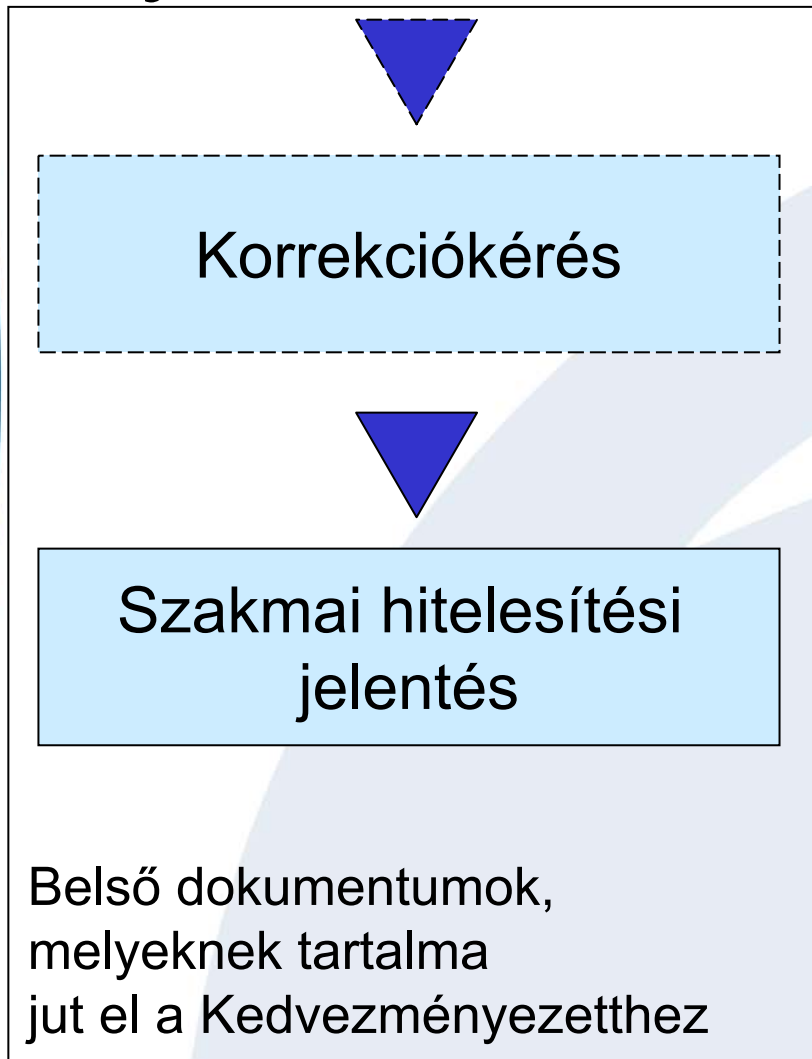 Korrekciókérés
Szakmai hitelesítési
jelentés
Belső dokumentumok,
melyeknek tartalma
jut el a Kedvezményezetthez